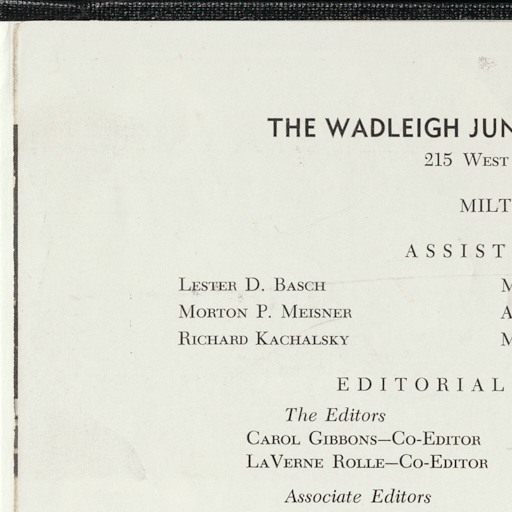 THE WADLEIGH JUN
215 West
MILT
ASSIST
Lester D. Basch M
Morton P. Meisner A
Richard Kachalsky M
EDITORIAL
The Editors
Carol Gibbons—Co-Editor
LaVerne Rolle—Co-Editor
Associate Editors